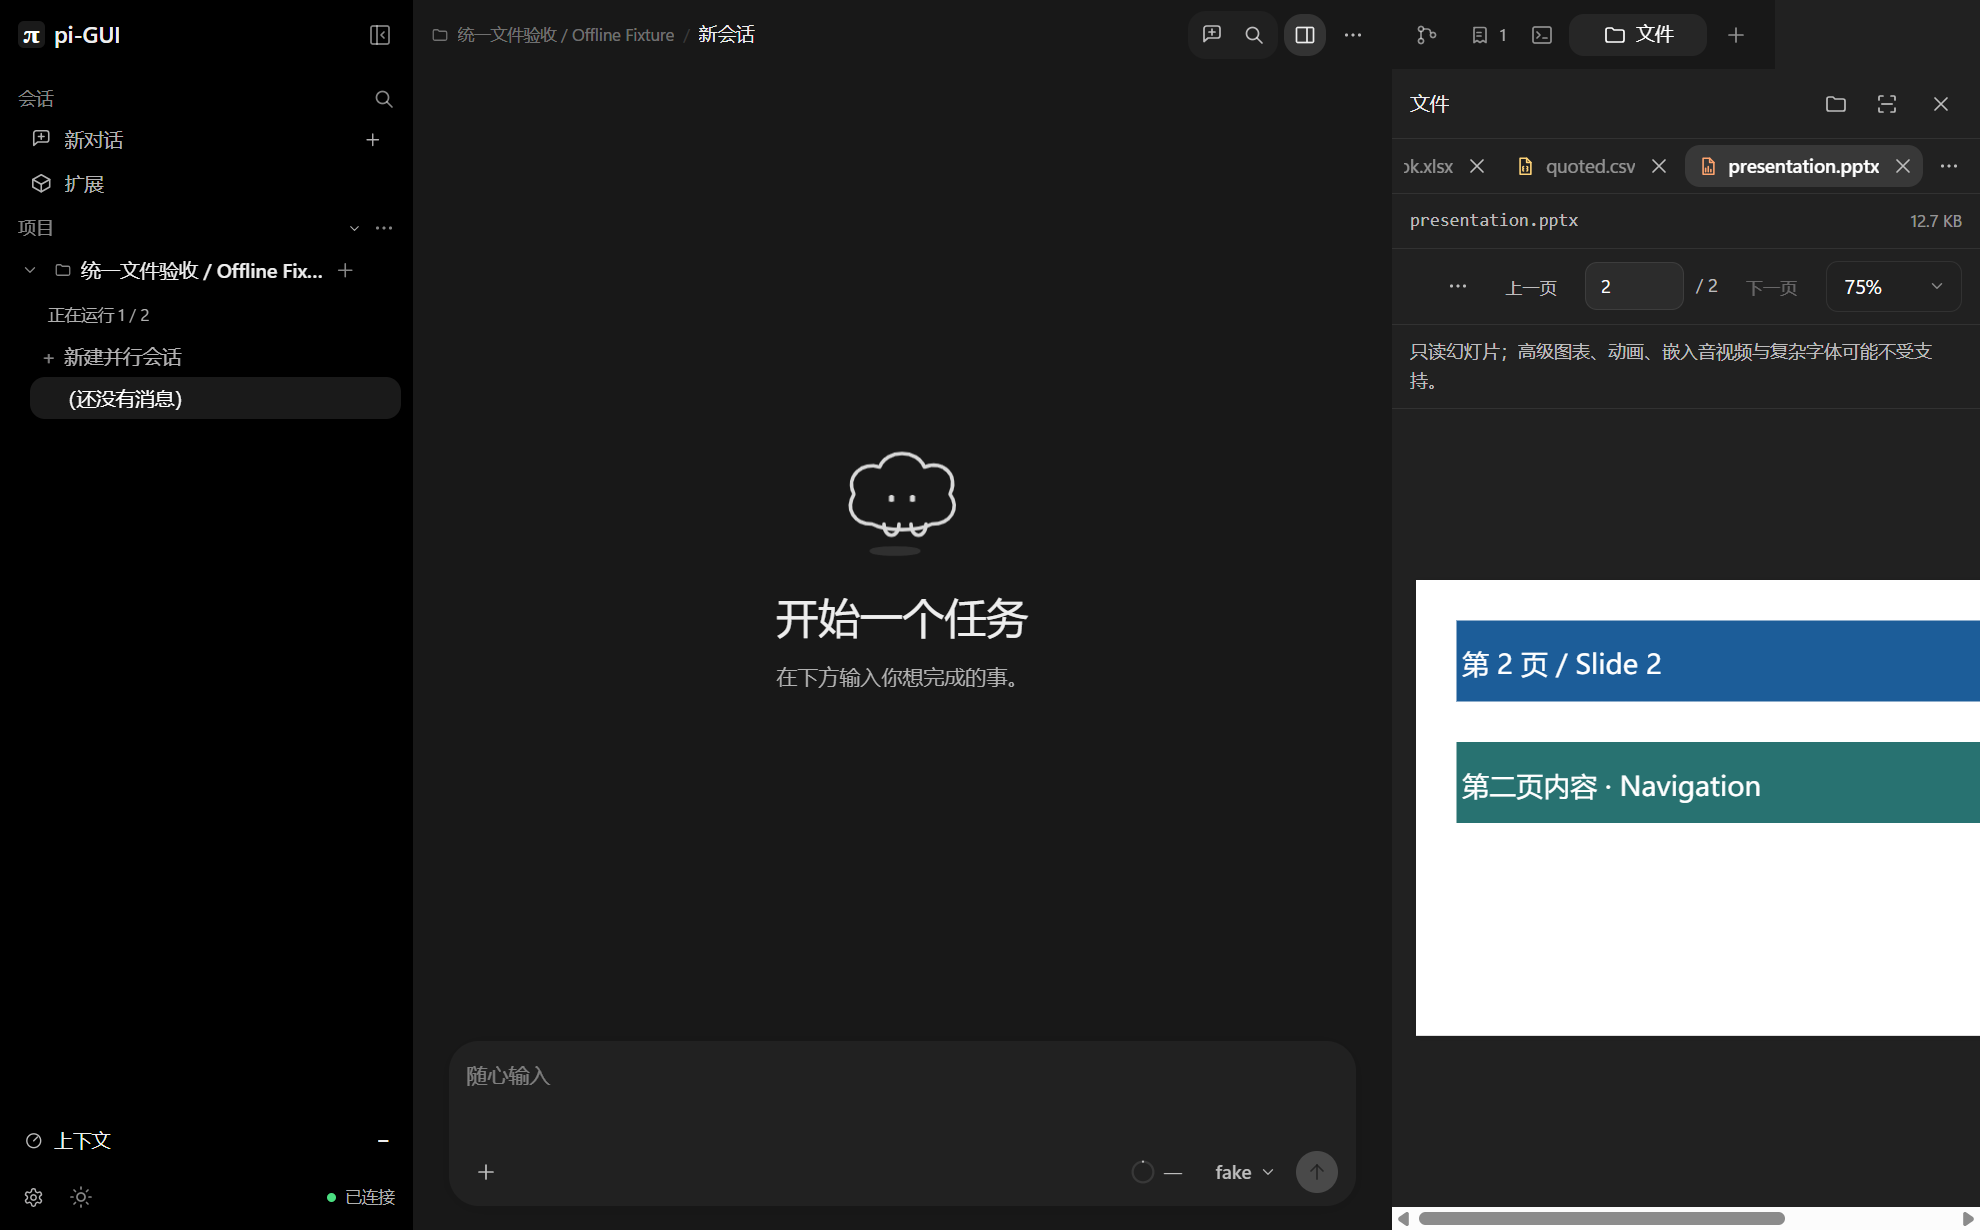 π pi-GUI
会话
新对话
扩展
项目
统一文件验收 / Offline Fix...
正在运行 1 / 2
+ 新建并行会话
(还没有消息)
上下文
已连接
统一文件验收 / Offline Fixture / 新会话
开始一个任务
在下方输入你想完成的事。
随心输入
— fake
1 文件
文件
ok.xlsx quoted.csv presentation.pptx
presentation.pptx 12.7 KB
上一页 2 / 2 下一页 75%
只读幻灯片；高级图表、动画、嵌入音视频与复杂字体可能不受支
持。
第 2 页 / Slide 2
第二页内容 · Navigation